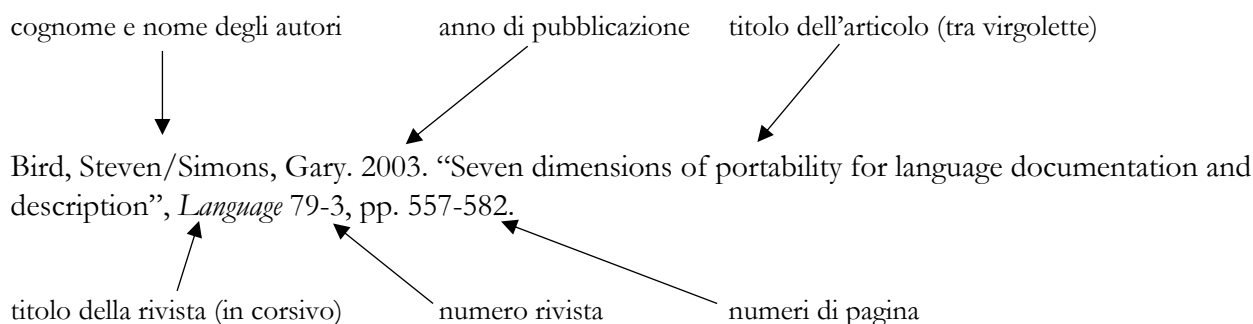 cognome e nome degli autori anno di pubblicazione titolo dell’articolo (tra virgolette)
Bird, Steven/Simons, Gary. 2003. “Seven dimensions of portability for language documentation and
description”, Language 79-3, pp. 557-582.
titolo della rivista (in corsivo) numero rivista numeri di pagina